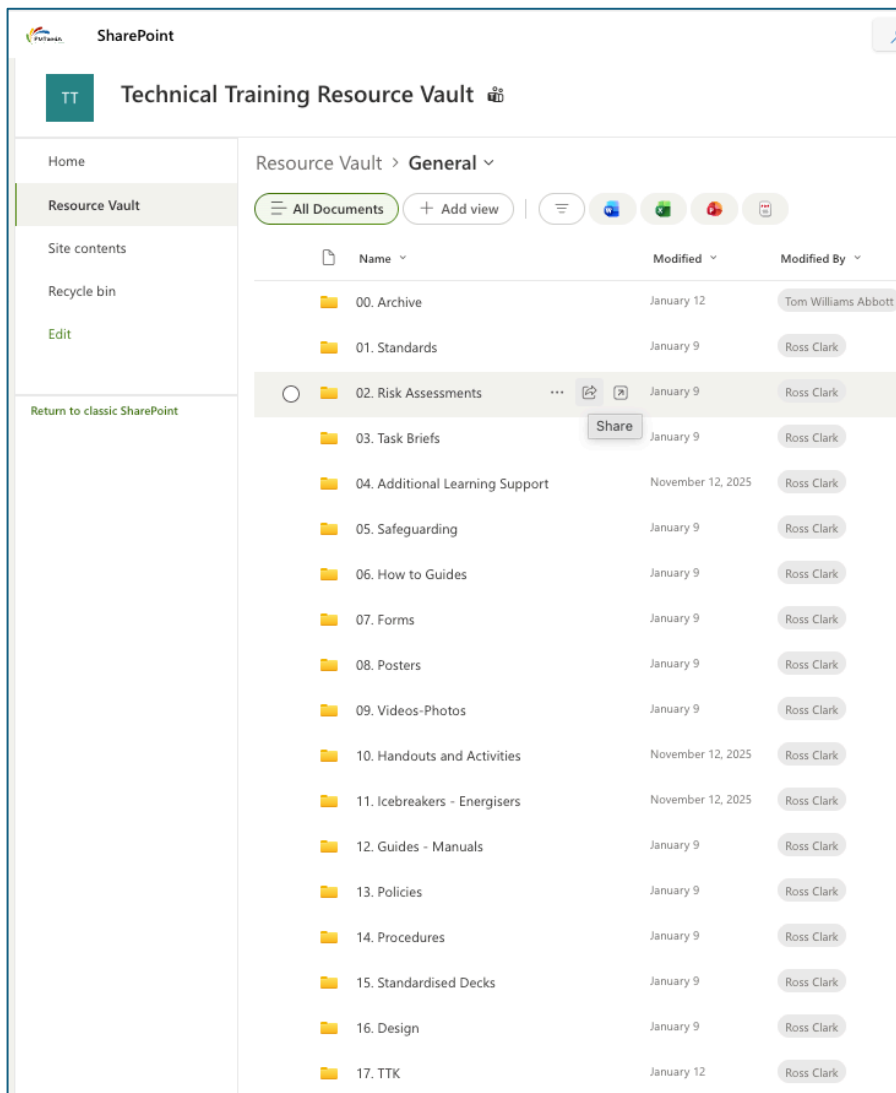 SharePoint
TT
Technical Training Resource Vault
Home
Resource Vault
Site contents
Recycle bin
Edit
Return to classic SharePoint
Resource Vault > General
All Documents + Add view
Name Modified Modified By
00. Archive January 12 Tom Williams Abbott
01. Standards January 9 Ross Clark
02. Risk Assessments ... January 9 Ross Clark
Share
03. Task Briefs January 9 Ross Clark
04. Additional Learning Support November 12, 2025 Ross Clark
05. Safeguarding January 9 Ross Clark
06. How to Guides January 9 Ross Clark
07. Forms January 9 Ross Clark
08. Posters January 9 Ross Clark
09. Videos-Photos January 9 Ross Clark
10. Handouts and Activities November 12, 2025 Ross Clark
11. Icebreakers - Energisers November 12, 2025 Ross Clark
12. Guides - Manuals January 9 Ross Clark
13. Policies January 9 Ross Clark
14. Procedures January 9 Ross Clark
15. Standardised Decks January 9 Ross Clark
16. Design January 9 Ross Clark
17. TTK January 12 Ross Clark